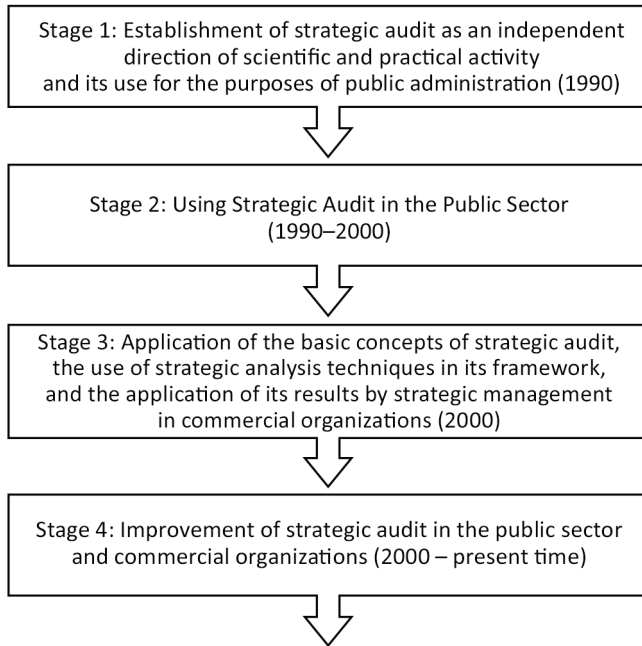 Stage 1: Establishment of strategic audit as an independent
direction of scientific and practical activity
and its use for the purposes of public administration (1990)
Stage 2: Using Strategic Audit in the Public Sector
(1990–2000)
Stage 3: Application of the basic concepts of strategic audit,
the use of strategic analysis techniques in its framework,
and the application of its results by strategic management
in commercial organizations (2000)
Stage 4: Improvement of strategic audit in the public sector
and commercial organizations (2000 – present time)